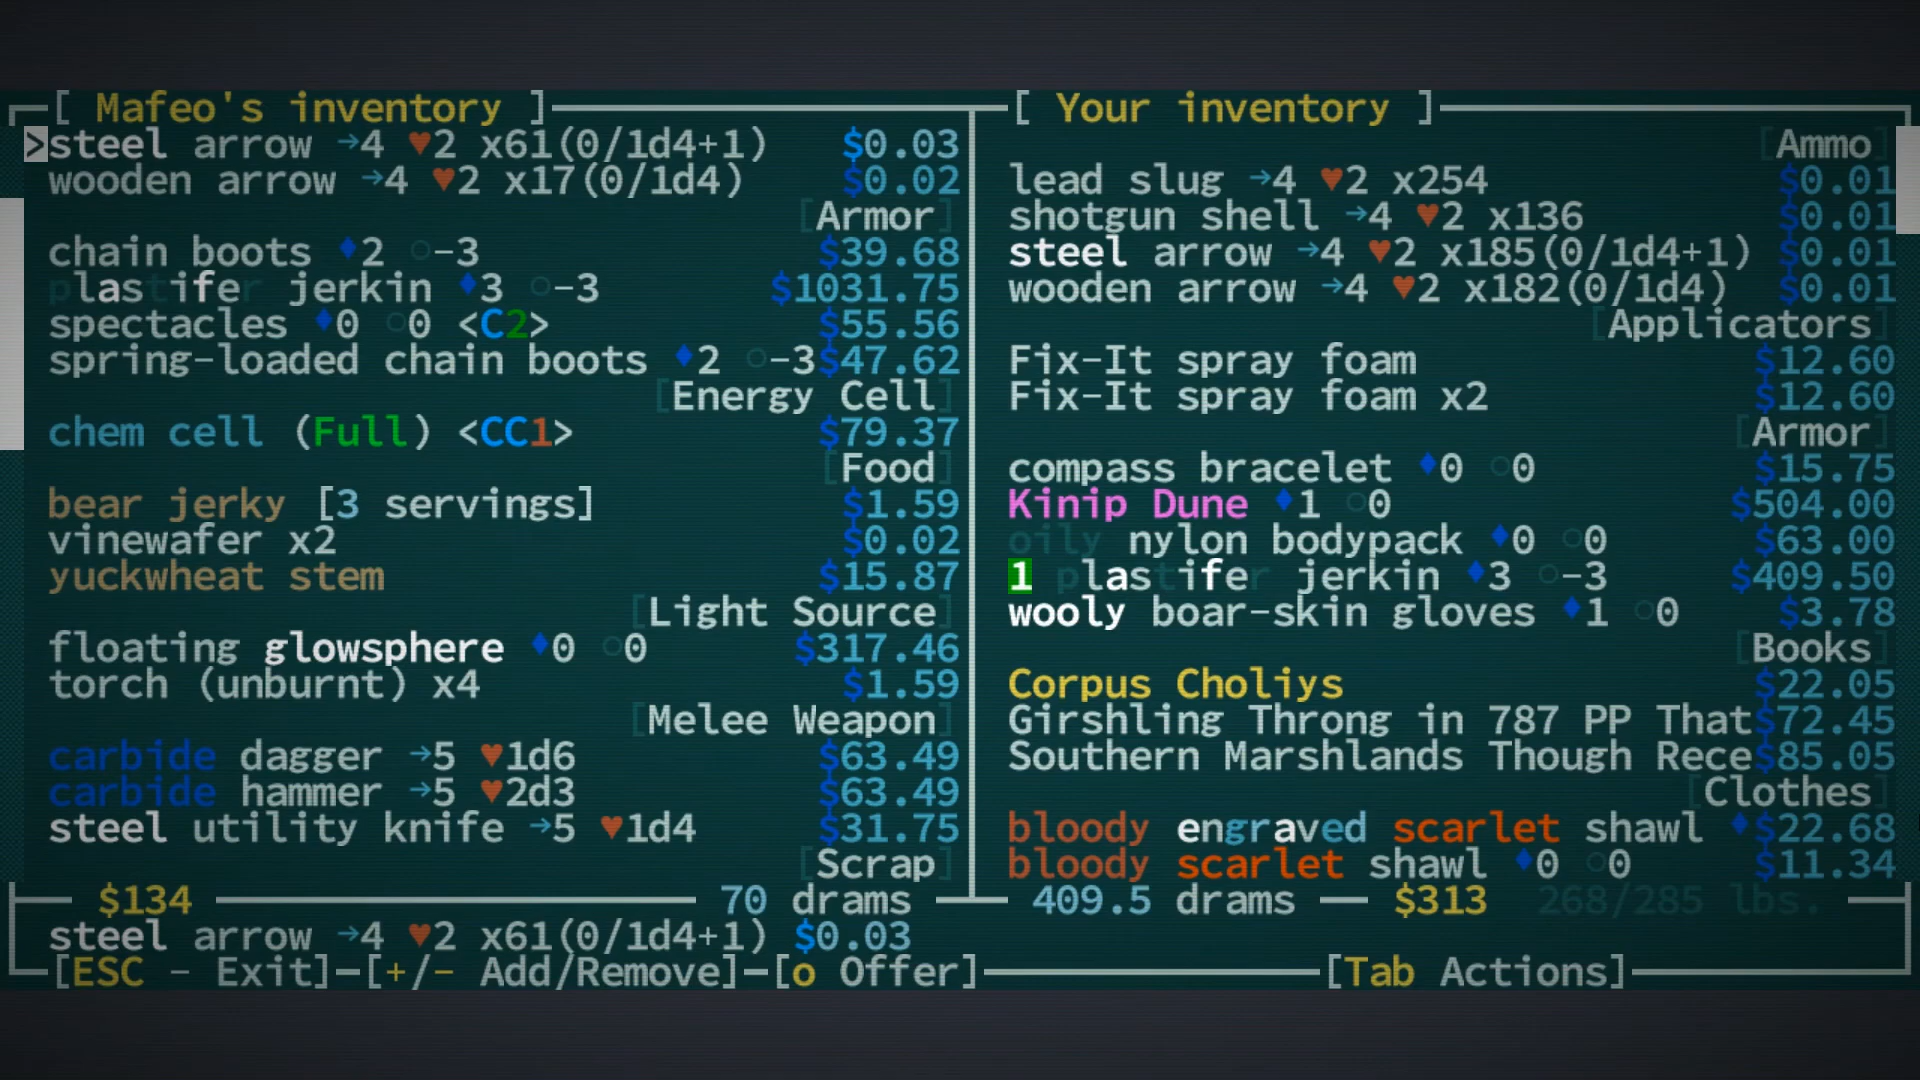 [ Mafeo's inventory ]
>steel arrow →4 ♥2 x61(0/1d4+1) $0.03
wooden arrow →4 ♥2 x17(0/1d4) $0.02
[Armor]
chain boots ♦2 ○-3 $39.68
plastifer jerkin ♦3 ○-3 $1031.75
spectacles ♦0 ○0 <C2> $55.56
spring-loaded chain boots ♦2 ○-3 $47.62
[Energy Cell]
chem cell (Full) <CC1> $79.37
[Food]
bear jerky [3 servings] $1.59
vinewafer x2 $0.02
yuckwheat stem $15.87
[Light Source]
floating glowsphere ♦0 ○0 $317.46
torch (unburnt) x4 $1.59
[Melee Weapon]
carbide dagger →5 ♥1d6 $63.49
carbide hammer →5 ♥2d3 $63.49
steel utility knife →5 ♥1d4 $31.75
[Scrap]
$134 70 drams
[ Your inventory ]
[Ammo]
lead slug →4 ♥2 x254 $0.01
shotgun shell →4 ♥2 x136 $0.01
steel arrow →4 ♥2 x185(0/1d4+1) $0.01
wooden arrow →4 ♥2 x182(0/1d4) $0.01
[Applicators]
Fix-It spray foam $12.60
Fix-It spray foam x2 $12.60
[Armor]
compass bracelet ♦0 ○0 $15.75
Kinip Dune ♦1 ○0 $504.00
oily nylon bodypack ♦0 ○0 $63.00
1 plastifer jerkin ♦3 ○-3 $409.50
wooly boar-skin gloves ♦1 ○0 $3.78
[Books]
Corpus Choliys $22.05
Girshling Throng in 787 PP That $72.45
Southern Marshlands Though Rece $85.05
[Clothes]
bloody engraved scarlet shawl ♦ $22.68
bloody scarlet shawl ♦0 ○0 $11.34
409.5 drams $313 268/285 lbs.
steel arrow →4 ♥2 x61(0/1d4+1) $0.03
[ESC - Exit] [+/- Add/Remove] [o Offer] [Tab Actions]